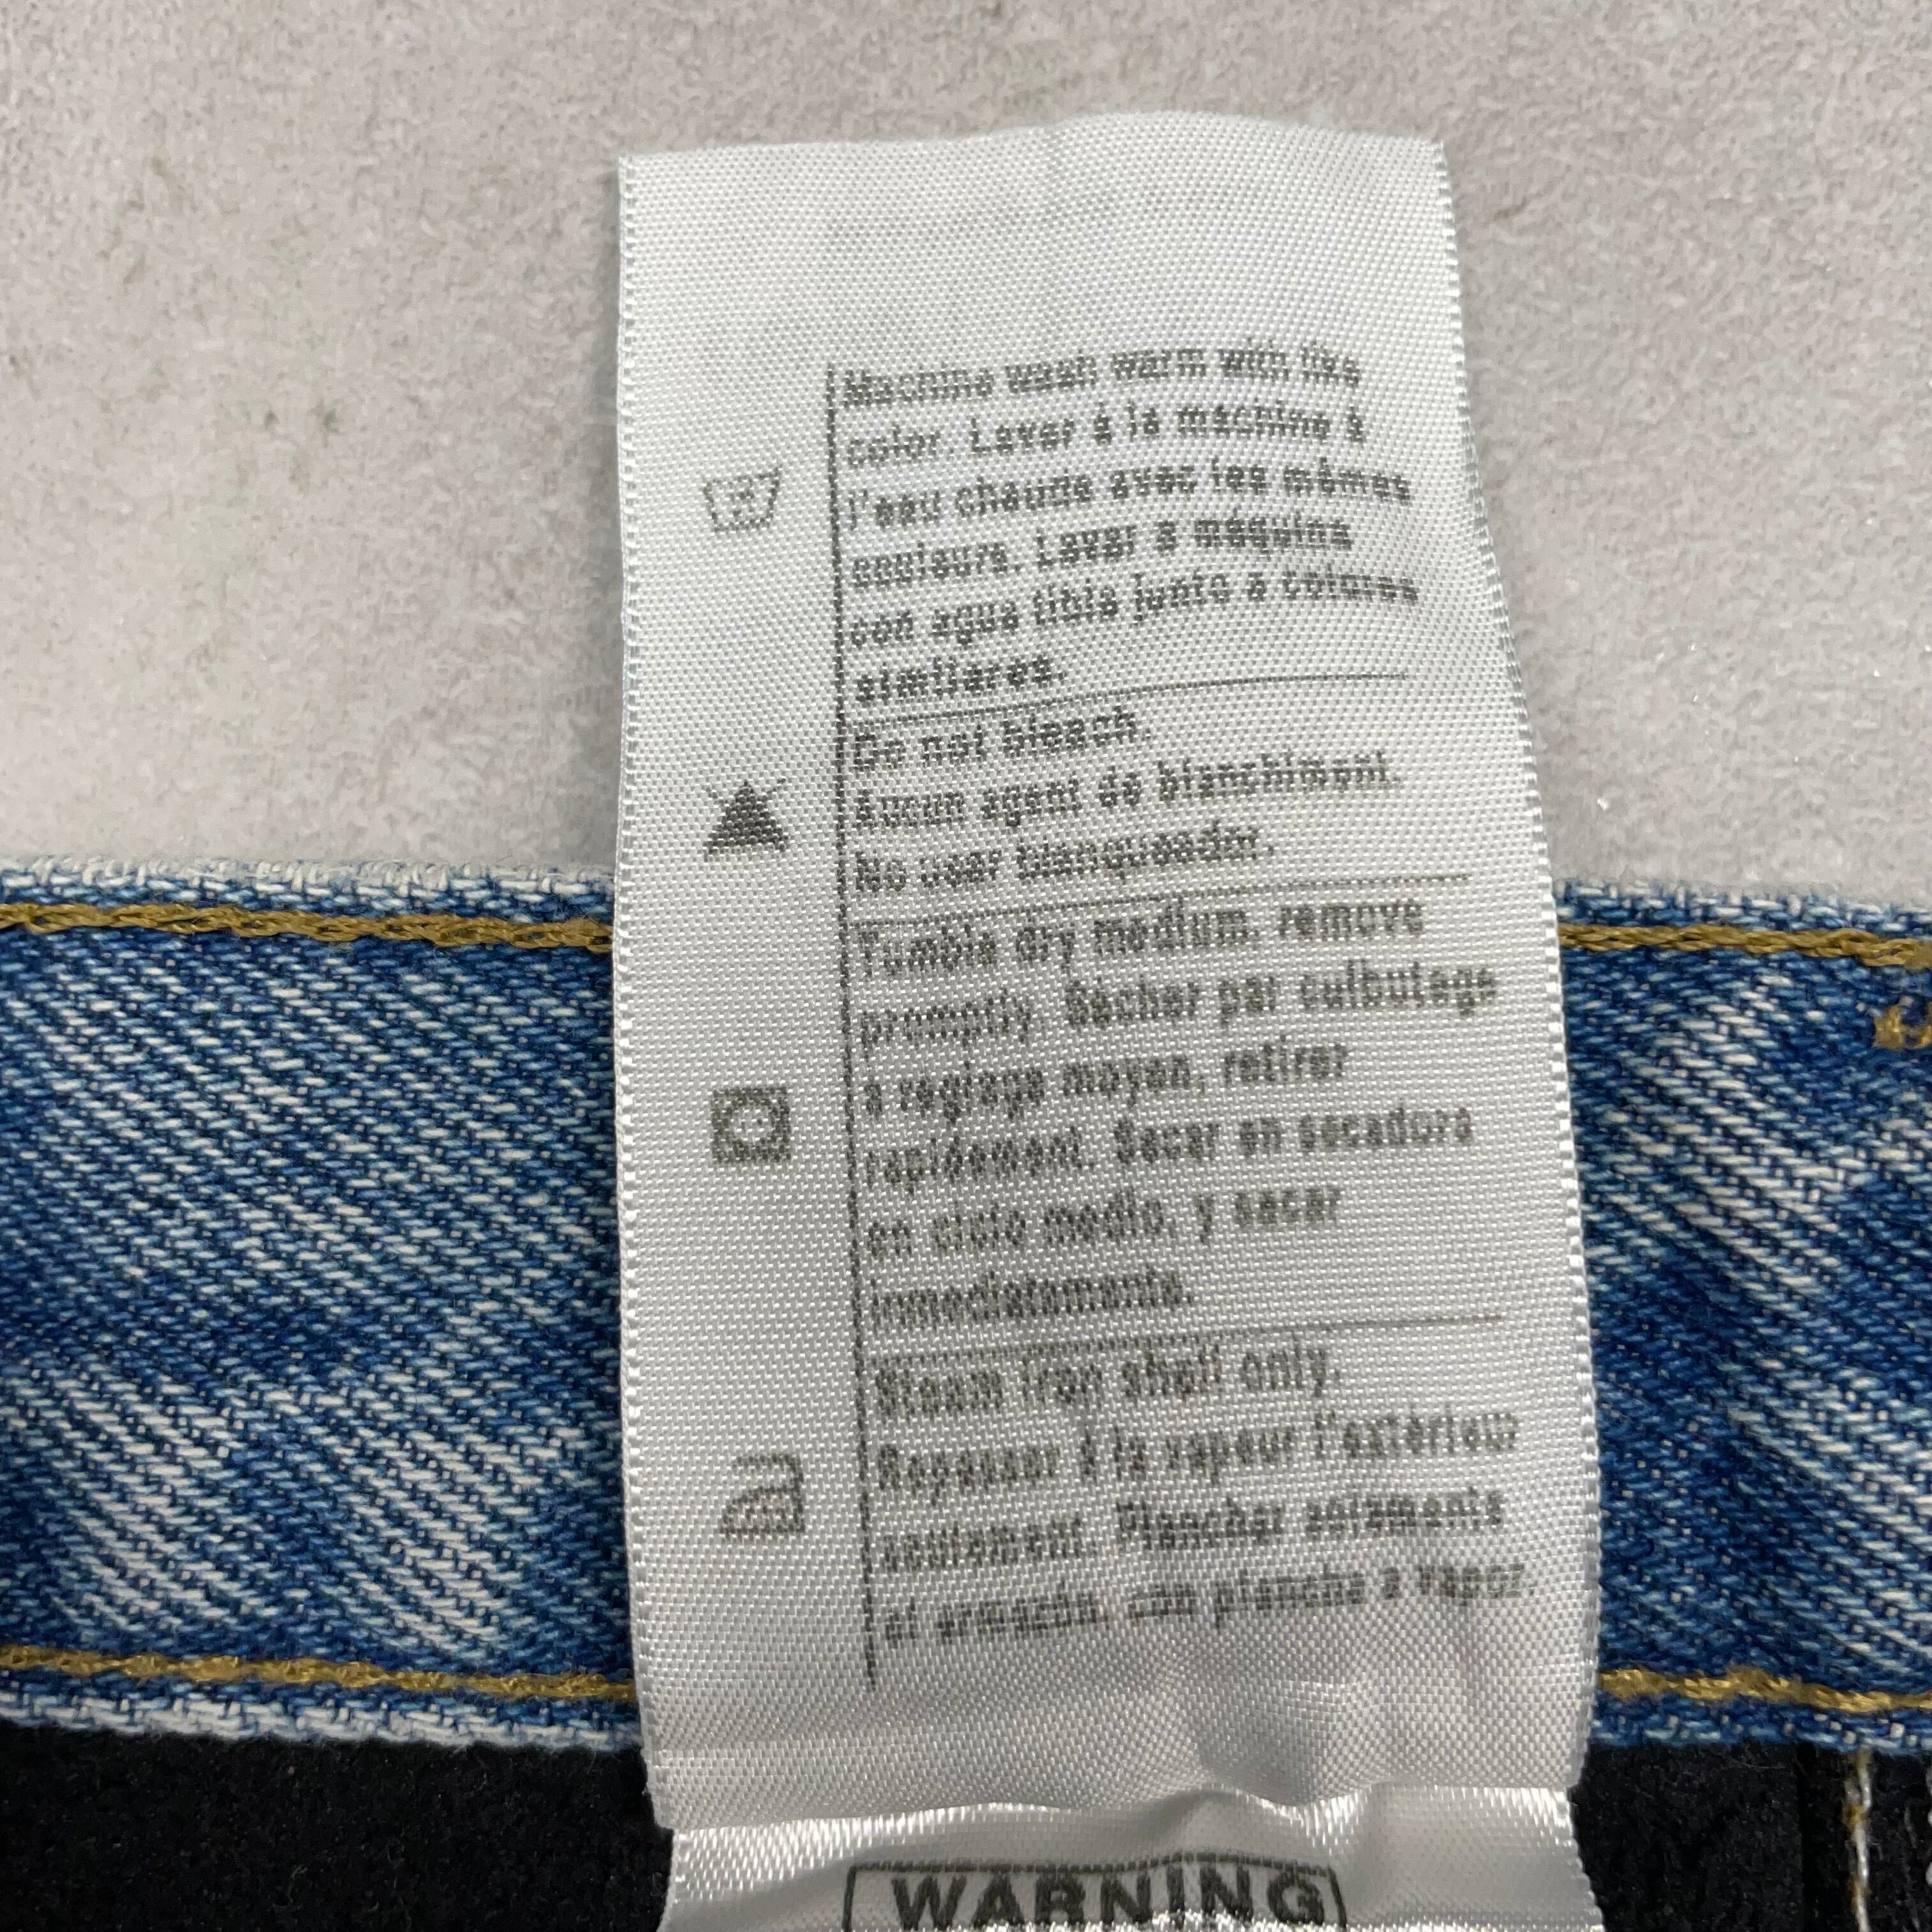 Machine wash warm with like
color. Laver à la machine à
l'eau chaude avec les mêmes
couleurs. Lavar a máquina
con agua tibia junto a colores
similares.
Do not bleach.
Aucun agent de blanchiment.
No usar blanqueador.
Tumble dry medium, remove
promptly. Sécher par culbutage
a réglage moyen, retirer
rapidement. Secar en secadora
en ciclo medio, y sacar
immediatamente.
Steam iron shell only.
Repasser à la vapeur l'extérieur
seulement. Planchar solamente
el armazón, con plancha a vapor.
WARNING